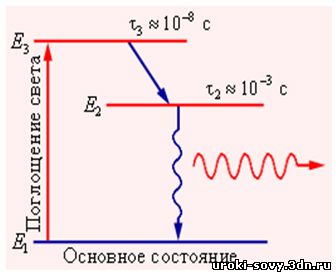 τ₃ ≈ 10⁻⁸ с
E₃
τ₂ ≈ 10⁻³ с
E₂
Поглощение света
E₁
Основное состояние
uroki-sovy.3dn.ru